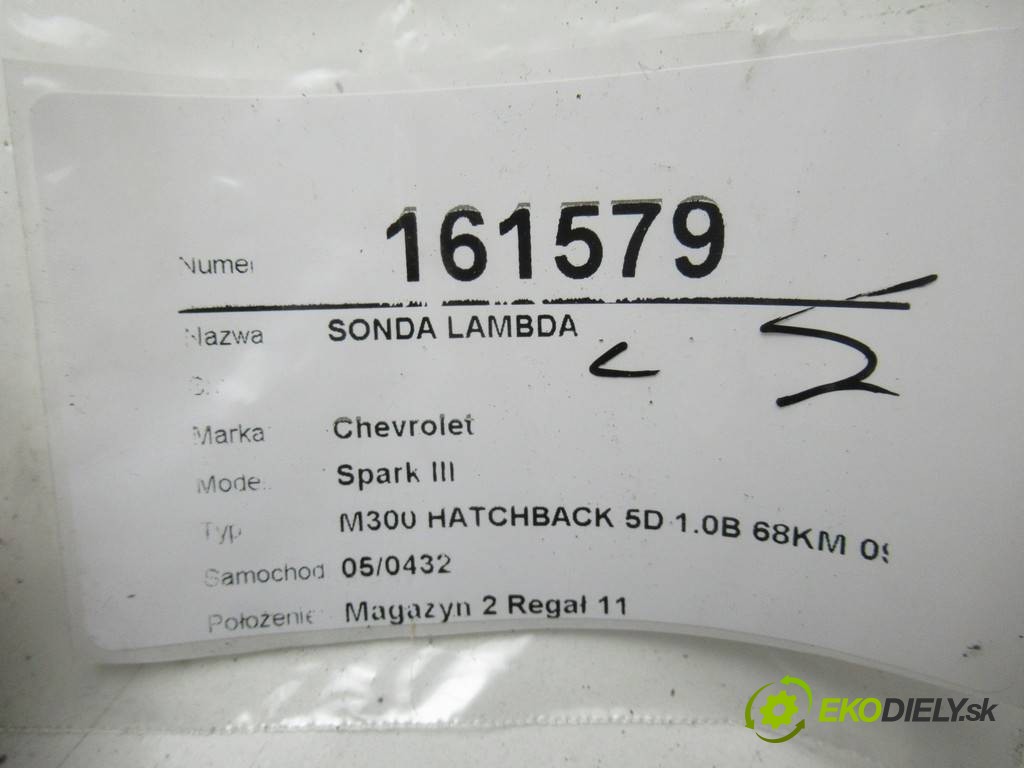 Numer 161579
Nazwa SONDA LAMBDA
Marka Chevrolet
Model Spark III
Typ M300 HATCHBACK 5D 1.0B 68KM 09
Samochod 05/0432
Położenie Magazyn 2 Regał 11
EKODIELY.sk